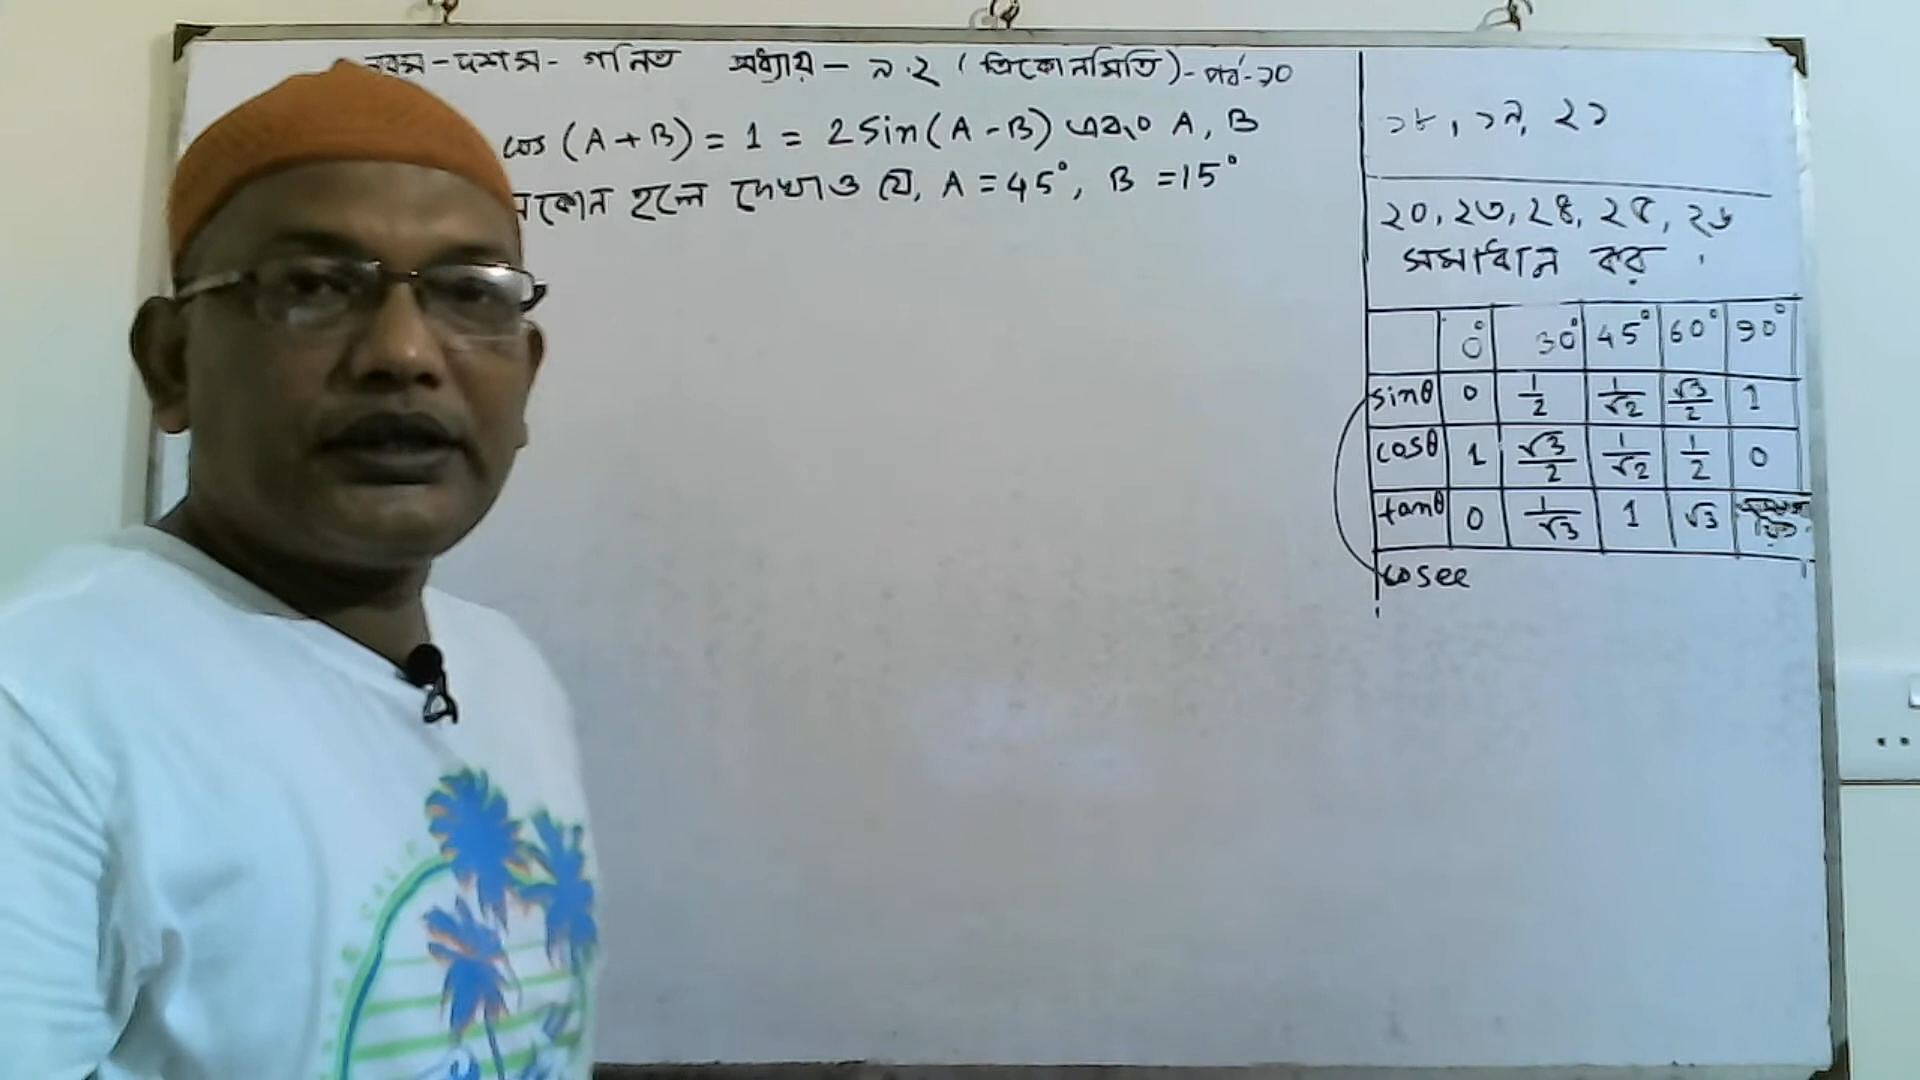 নবম-দশম- গনিত অধ্যায় - ৯.২ (ত্রিকোনমিতি)- পর্ব-১০
cos (A + B) = 1 = 2 Sin (A - B) এবং A, B
কোন হলে দেখাও যে, A = 45°, B = 15°
১৮, ১৯, ২১
২০, ২৩, ২৪, ২৫, ২৬
সমাধান কর
0° 30° 45° 60° 90°
sinθ 0 1/2 1/√2 √3/2 1
cosθ 1 √3/2 1/√2 1/2 0
tanθ 0 1/√3 1 √3
cosec